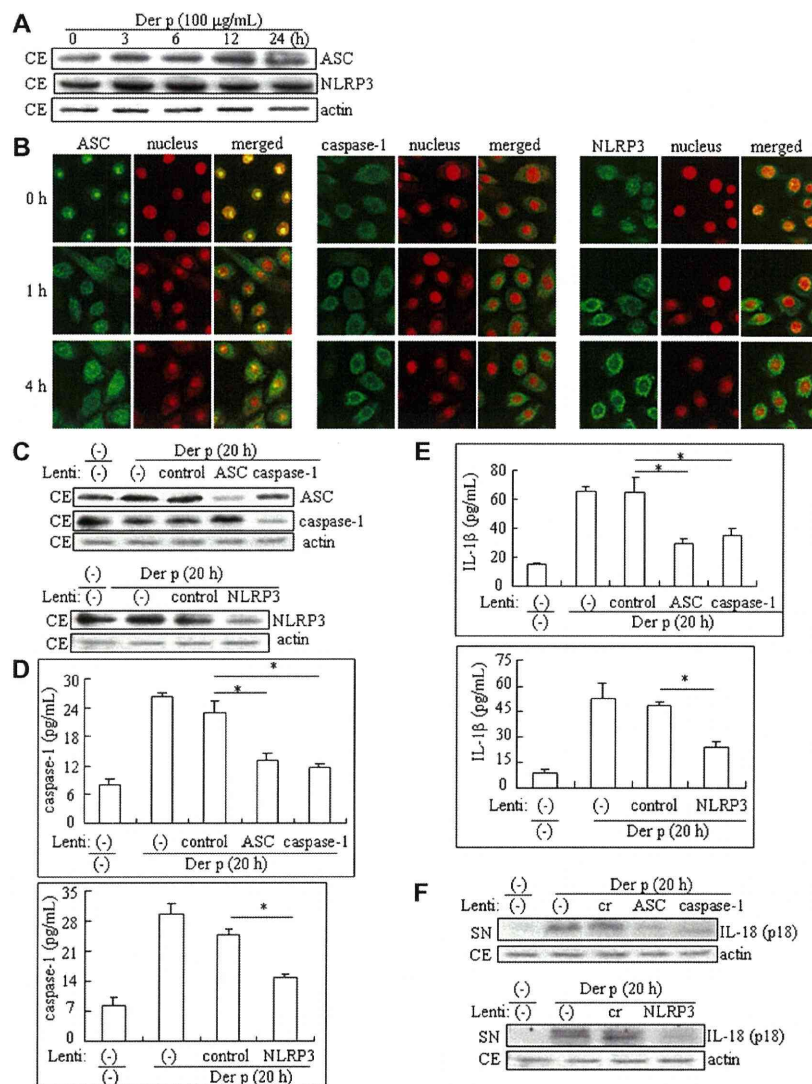 A
Der p (100 µg/mL)
0 3 6 12 24 (h)
CE ASC
CE NLRP3
CE actin
B
ASC nucleus merged caspase-1 nucleus merged NLRP3 nucleus merged
0 h
1 h
4 h
C
(-) Der p (20 h)
Lenti: (-) (-) control ASC caspase-1
CE ASC
CE caspase-1
CE actin
(-) Der p (20 h)
Lenti: (-) (-) control NLRP3
CE NLRP3
CE actin
D
caspase-1 (pg/mL)
30
24
18
12
6
0
*
*
Lenti: (-) (-) control ASC caspase-1
(-) Der p (20 h)
caspase-1 (pg/mL)
35
28
21
14
7
0
*
Lenti: (-) (-) control NLRP3
(-) Der p (20 h)
E
IL-1β (pg/mL)
80
60
40
20
0
*
*
Lenti: (-) (-) control ASC caspase-1
(-) Der p (20 h)
IL-1β (pg/mL)
75
60
45
30
15
0
*
Lenti: (-) (-) control NLRP3
(-) Der p (20 h)
F
(-) Der p (20 h)
Lenti: (-) (-) cr ASC caspase-1
SN IL-18 (p18)
CE actin
(-) Der p (20 h)
Lenti: (-) (-) cr NLRP3
SN IL-18 (p18)
CE actin